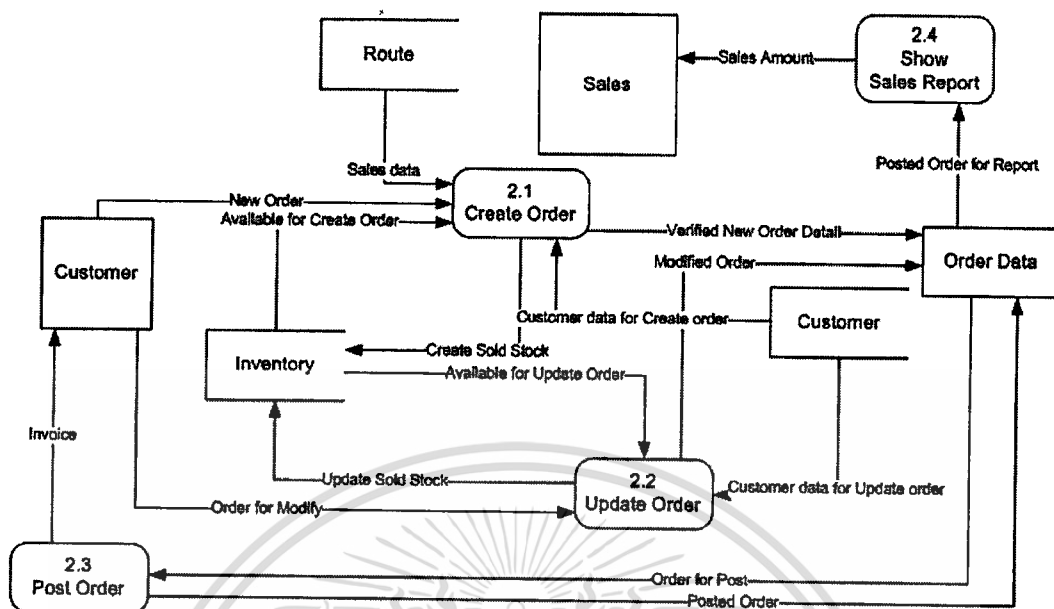 Route
Sales
2.4
Show
Sales Report
Sales Amount
Sales data
Posted Order for Report
New Order
Available for Create Order
2.1
Create Order
Verified New Order Detail
Modified Order
Order Data
Customer
Customer data for Create order
Customer
Inventory
Create Sold Stock
Available for Update Order
Invoice
Update Sold Stock
2.2
Update Order
Customer data for Update order
Order for Modify
2.3
Post Order
Order for Post
Posted Order